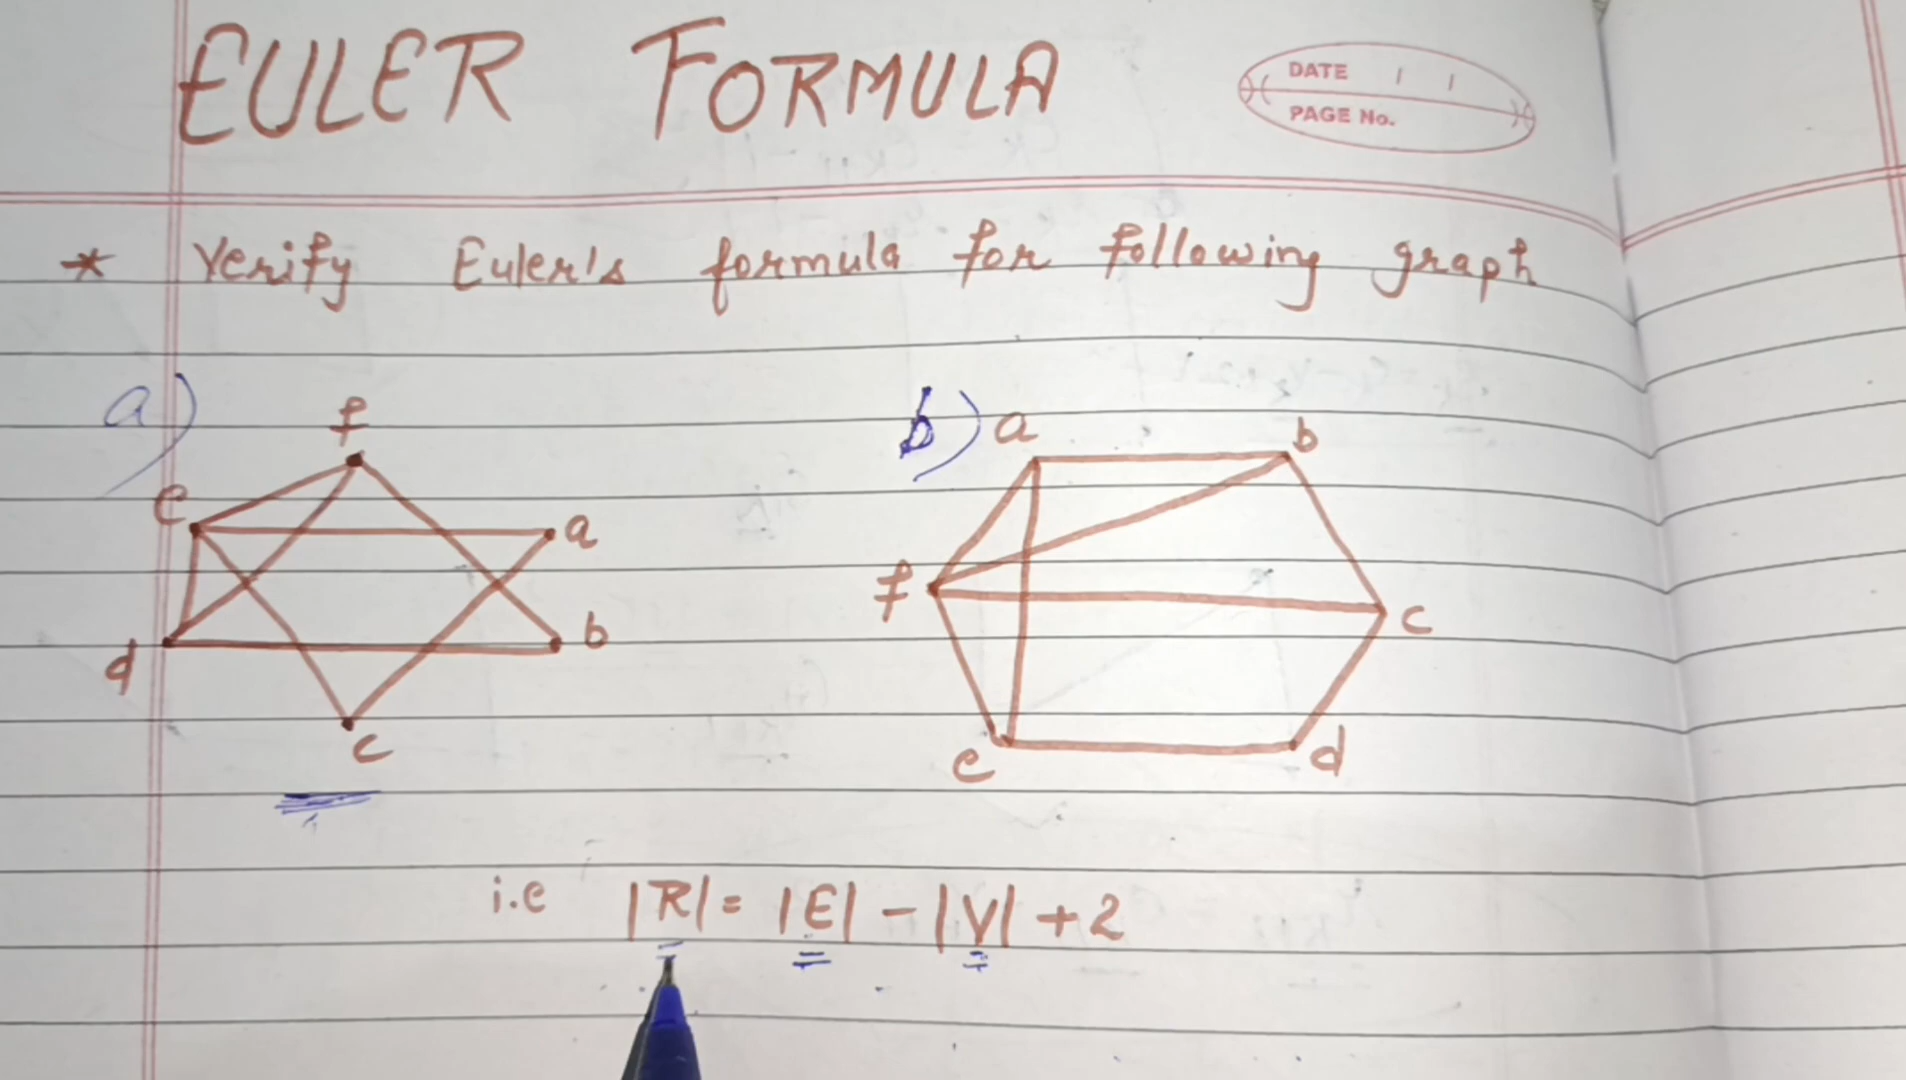 EULER FORMULA
DATE
PAGE No.
* Verify Euler's formula for following graph
a)
f
e
a
b
d
c
b)
a
b
f
c
e
d
i.e |R| = |E| - |V| + 2